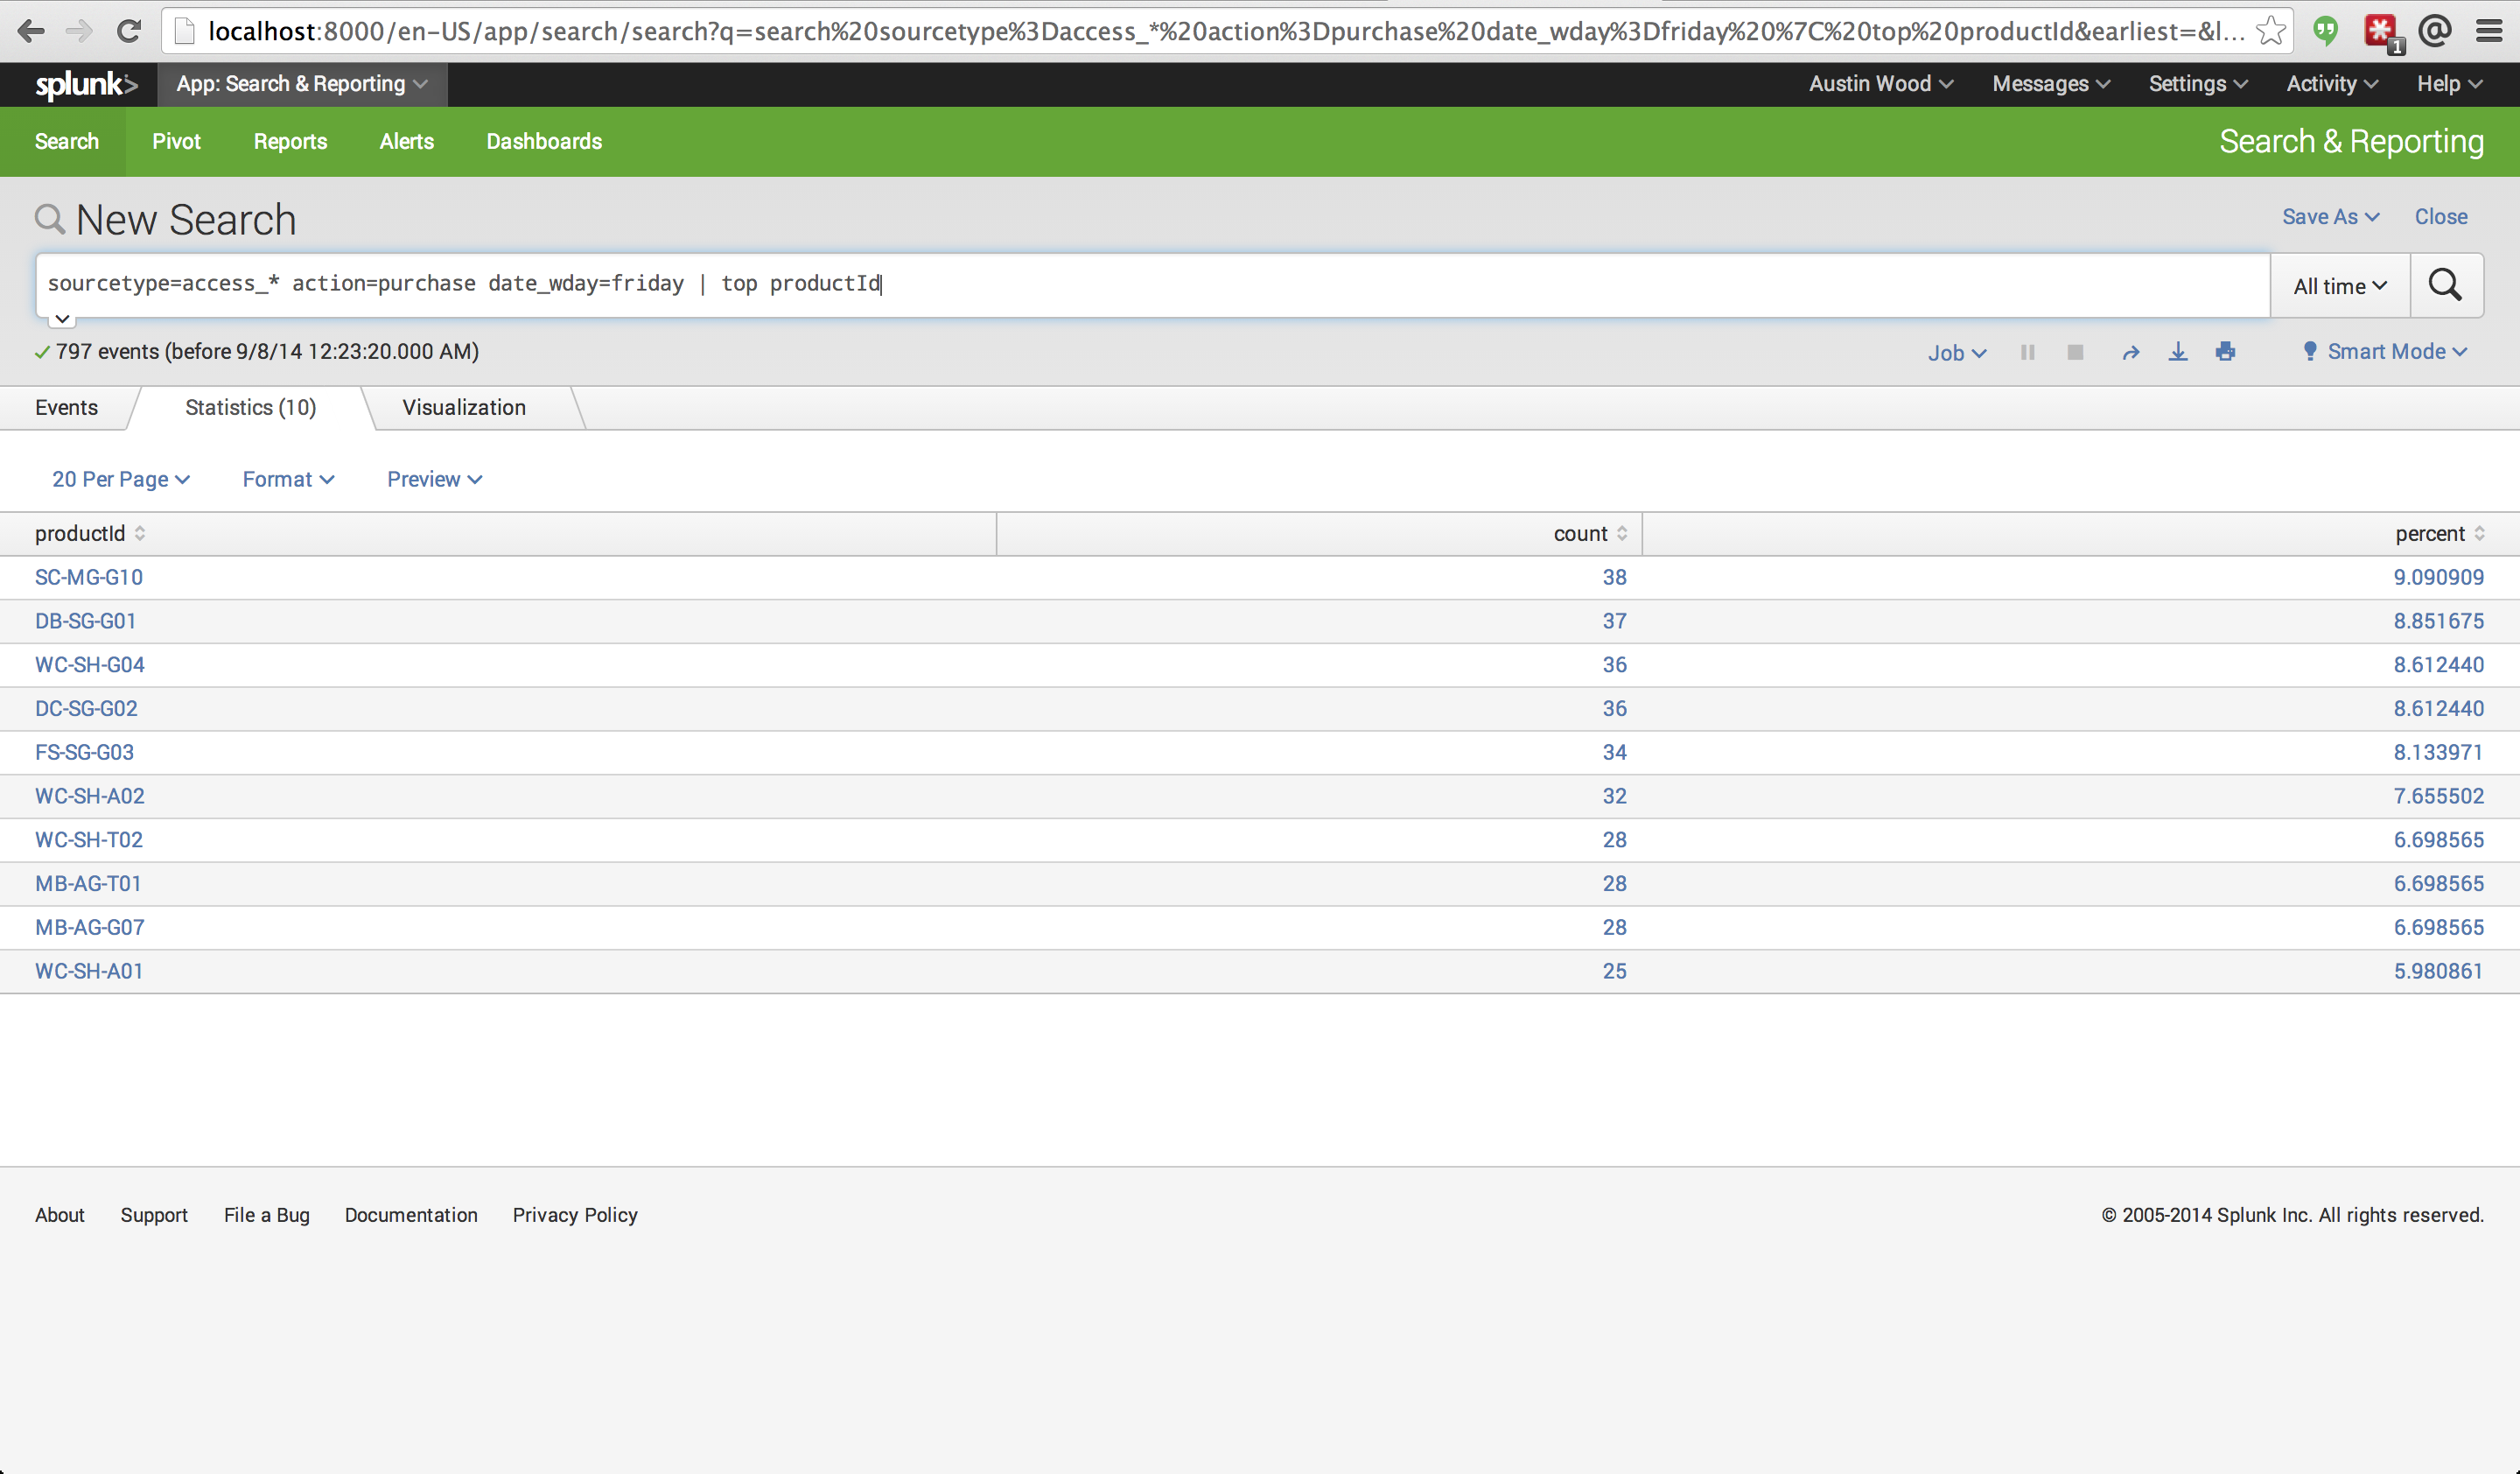 localhost:8000/en-US/app/search/search?q=search%20sourcetype%3Daccess_*%20action%3Dpurchase%20date_wday%3Dfriday%20%7C%20top%20productId&earliest=&l...
1
splunk> App: Search & Reporting Austin Wood Messages Settings Activity Help
Search Pivot Reports Alerts Dashboards Search & Reporting
New Search Save As Close
sourcetype=access_* action=purchase date_wday=friday | top productId All time
797 events (before 9/8/14 12:23:20.000 AM) Job Smart Mode
Events Statistics (10) Visualization
20 Per Page Format Preview
productId count percent
SC-MG-G10 38 9.090909
DB-SG-G01 37 8.851675
WC-SH-G04 36 8.612440
DC-SG-G02 36 8.612440
FS-SG-G03 34 8.133971
WC-SH-A02 32 7.655502
WC-SH-T02 28 6.698565
MB-AG-T01 28 6.698565
MB-AG-G07 28 6.698565
WC-SH-A01 25 5.980861
About Support File a Bug Documentation Privacy Policy © 2005-2014 Splunk Inc. All rights reserved.